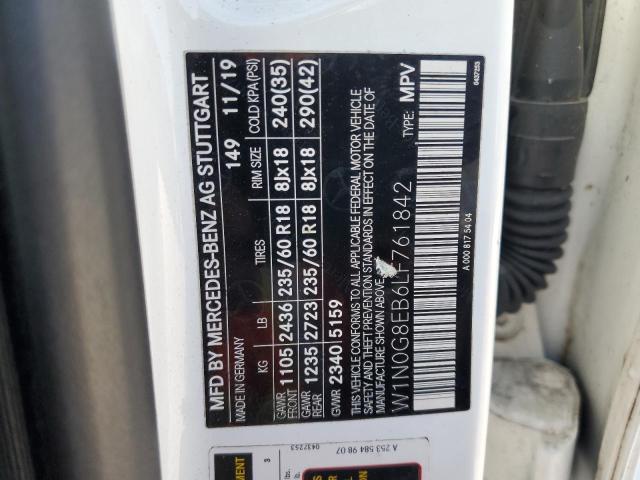 MFD BY MERCEDES-BENZ AG STUTTGART
MADE IN GERMANY 149 11/19
KG LB TIRES RIM SIZE COLD KPA (PSI)
GAWR FRONT 1105 2436 235/60 R18 8Jx18 240(35)
GAWR REAR 1235 2723 235/60 R18 8Jx18 290(42)
GVWR 2340 5159
THIS VEHICLE CONFORMS TO ALL APPLICABLE FEDERAL MOTOR VEHICLE
SAFETY AND THEFT PREVENTION STANDARDS IN EFFECT ON THE DATE OF
MANUFACTURE SHOWN ABOVE.
W1N0G8EB6LF761842 TYPE: MPV
A 000 817 54 04 0437253
A 253 584 98 07
0437253
3